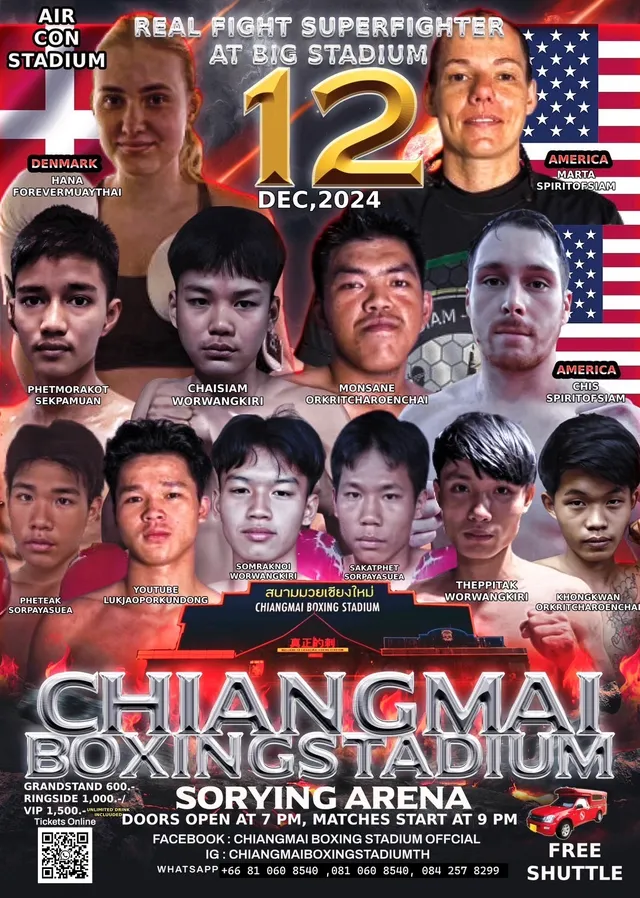 AIR
CON
STADIUM
REAL FIGHT SUPERFIGHTER
AT BIG STADIUM
12
DEC,2024
DENMARK
HANA
FOREVERMUAYTHAI
AMERICA
MARTA
SPIRITOFSIAM
PHETMORAKOT
SEKPAMUAN
CHAISIAM
WORWANGKIRI
MONSANE
ORKRITCHAROENCHAI
AMERICA
CHIS
SPIRITOFSIAM
PHETEAK
SORPAYASUEA
YOUTUBE
LUKJAOPORKUNDONG
SOMRAKNOI
WORWANGKIRI
SAKATPHET
SORPAYASUEA
THEPPITAK
WORWANGKIRI
KHONGKWAN
ORKRITCHAROENCHAI
สนามมวยเชียงใหม่
CHIANGMAI BOXING STADIUM
CHIANGMAI
BOXINGSTADIUM
GRANDSTAND 600.-
RINGSIDE 1,000.-/
VIP 1,500.- UNLIMITED DRINK
INCLUUDED
Tickets Online
SORYING ARENA
DOORS OPEN AT 7 PM, MATCHES START AT 9 PM
FACEBOOK : CHIANGMAI BOXING STADIUM OFFCIAL
IG : CHIANGMAIBOXINGSTADIUMTH
WHATSAPP +66 81 060 8540 ,081 060 8540, 084 257 8299
FREE
SHUTTLE